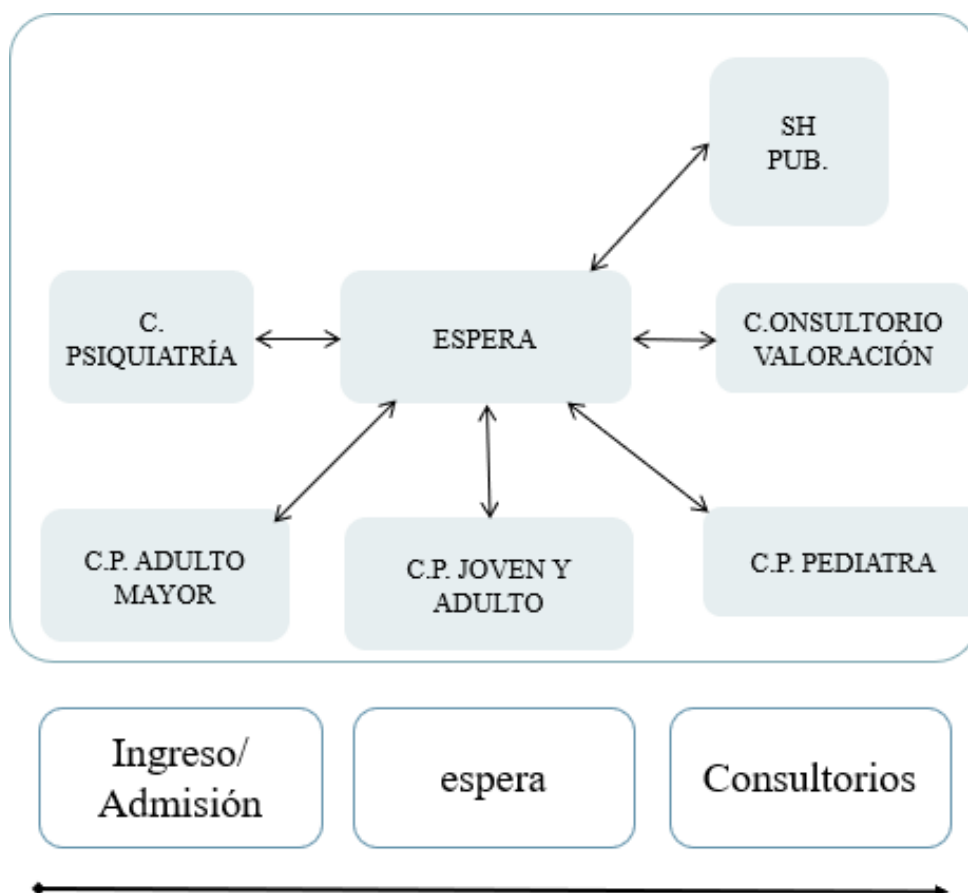 SH
PUB.
C.
PSIQUIATRÍA
ESPERA
C.ONSULTORIO
VALORACIÓN
C.P. ADULTO
MAYOR
C.P. JOVEN Y
ADULTO
C.P. PEDIATRA
Ingreso/
Admisión
espera
Consultorios